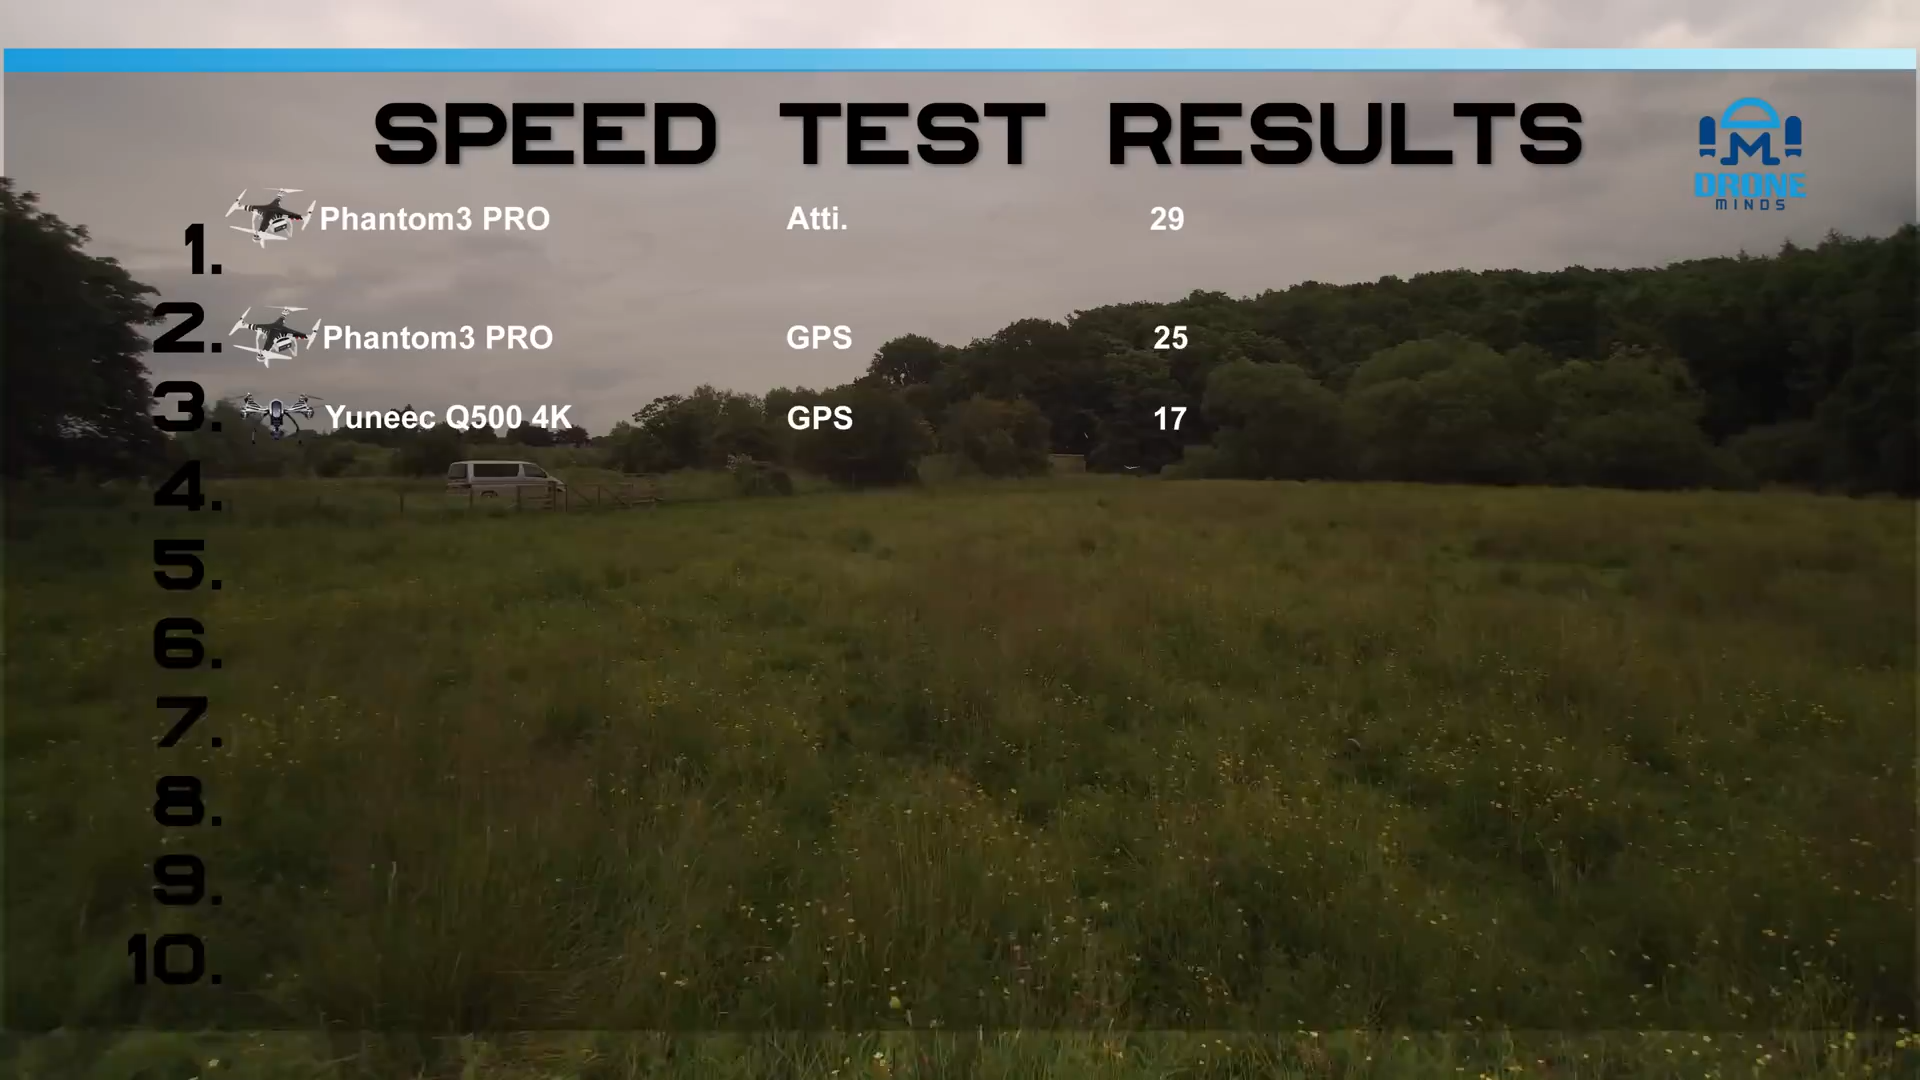 SPEED TEST RESULTS
DRONE
MINDS
1. Phantom3 PRO Atti. 29
2. Phantom3 PRO GPS 25
3. Yuneec Q500 4K GPS 17
4.
5.
6.
7.
8.
9.
10.